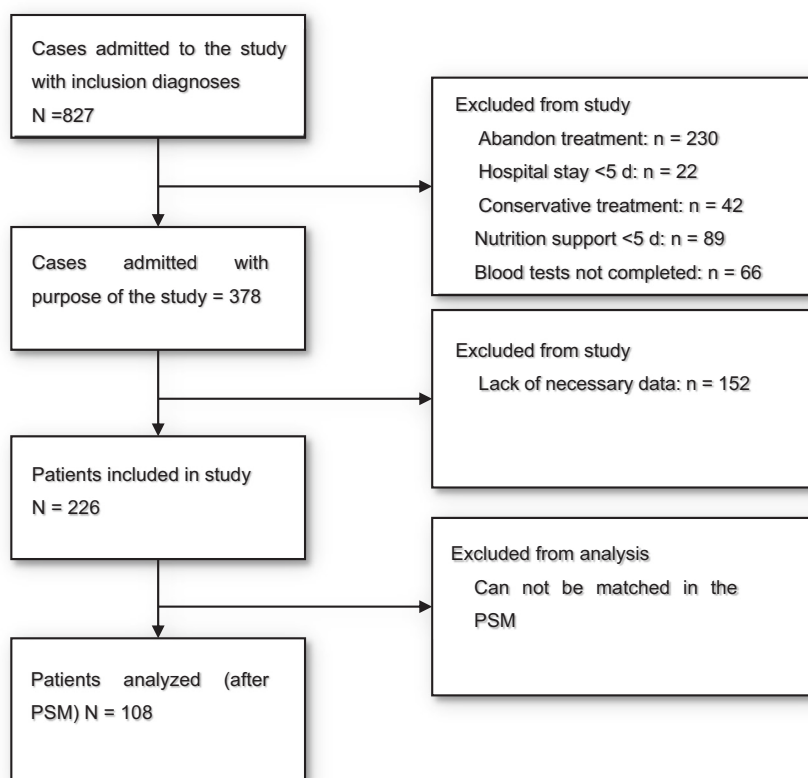 Cases admitted to the study
with inclusion diagnoses
N =827
Excluded from study
Abandon treatment: n = 230
Hospital stay <5 d: n = 22
Conservative treatment: n = 42
Nutrition support <5 d: n = 89
Blood tests not completed: n = 66
Cases admitted with
purpose of the study = 378
Excluded from study
Lack of necessary data: n = 152
Patients included in study
N = 226
Excluded from analysis
Can not be matched in the
PSM
Patients analyzed (after
PSM) N = 108